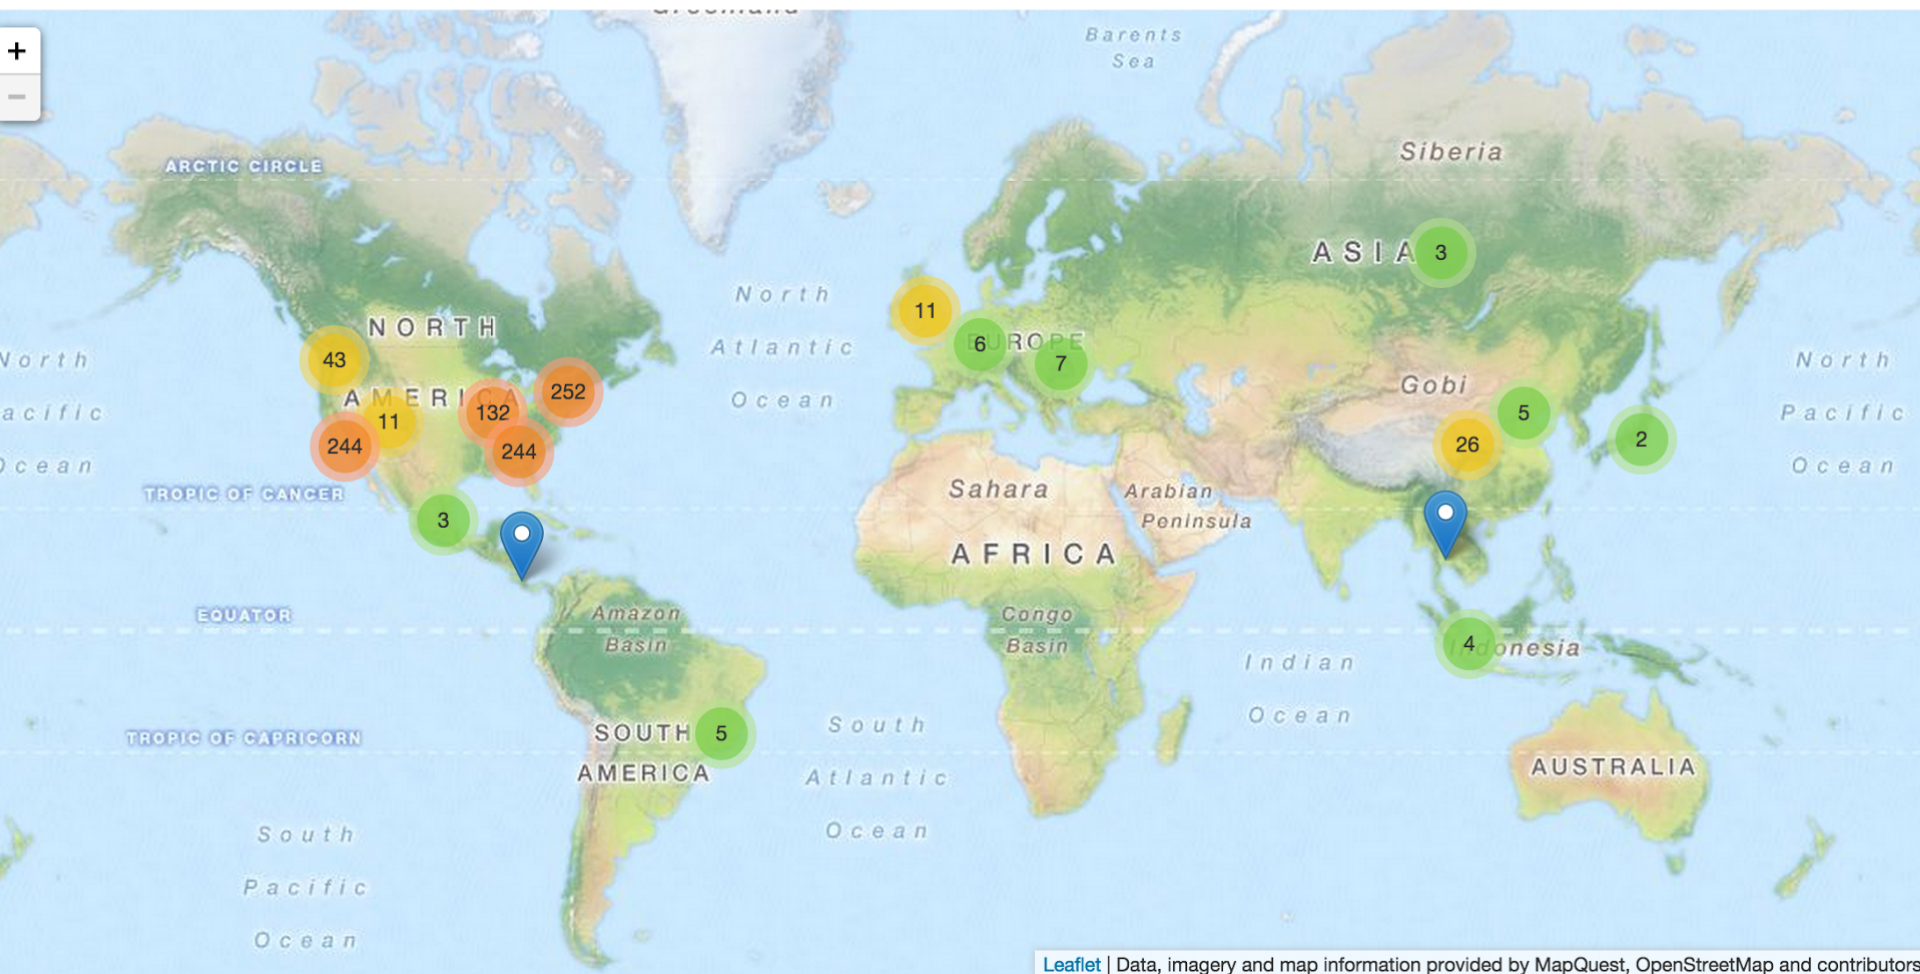 Greenland
+
−
Barents
Sea
ARCTIC CIRCLE
Siberia
ASIA
3
North
Atlantic
Ocean
11
NORTH
AMERICA
EUROPE
6
7
43
11
132
252
244
244
North
Pacific
Ocean
Gobi
5
26
2
North
Pacific
Ocean
TROPIC OF CANCER
3
Sahara
Arabian
Peninsula
AFRICA
EQUATOR
Amazon
Basin
Congo
Basin
4
Indonesia
Indian
Ocean
TROPIC OF CAPRICORN
SOUTH
AMERICA
5
South
Atlantic
Ocean
AUSTRALIA
South
Pacific
Ocean
Leaflet | Data, imagery and map information provided by MapQuest, OpenStreetMap and contributors